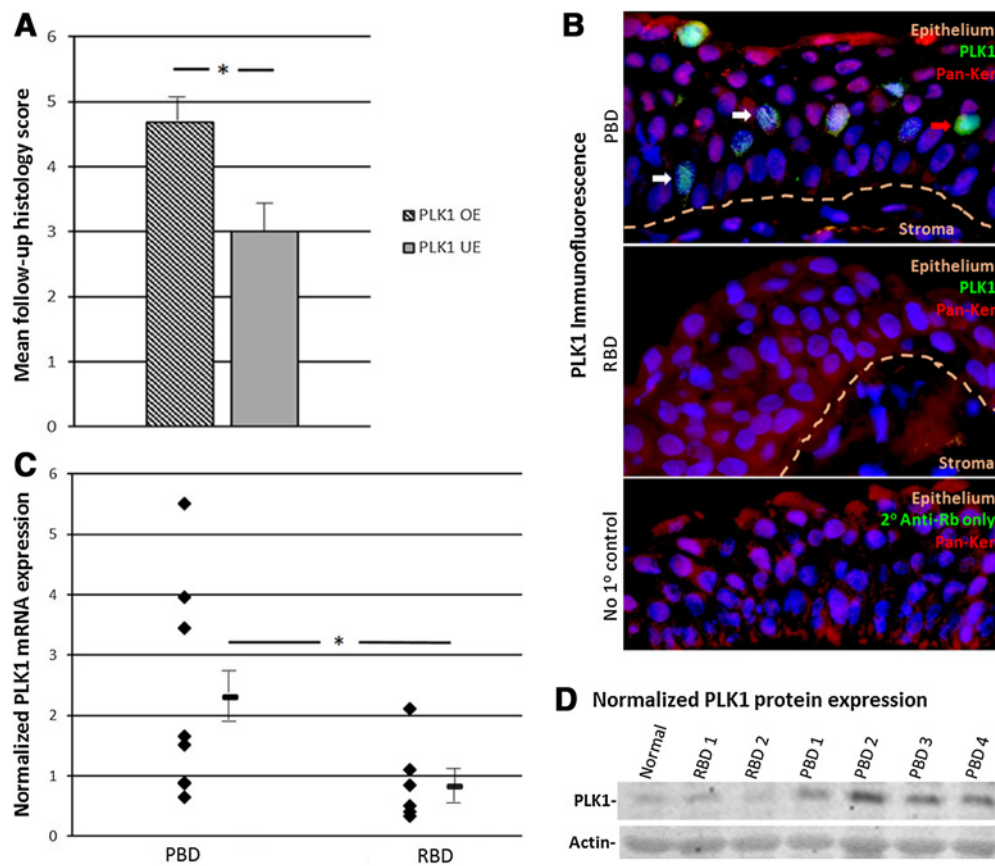 A
Mean follow-up histology score
6
5
4
3
2
1
0
*
PLK1 OE
PLK1 UE
B
PLK1 Immunofluorescence
PBD
Epithelium
PLK1
Pan-Ker
Stroma
RBD
Epithelium
PLK1
Pan-Ker
Stroma
No 1° control
Epithelium
2° Anti-Rb only
Pan-Ker
C
Normalized PLK1 mRNA expression
6
5
4
3
2
1
0
*
PBD
RBD
D Normalized PLK1 protein expression
Normal
RBD 1
RBD 2
PBD 1
PBD 2
PBD 3
PBD 4
PLK1-
Actin-